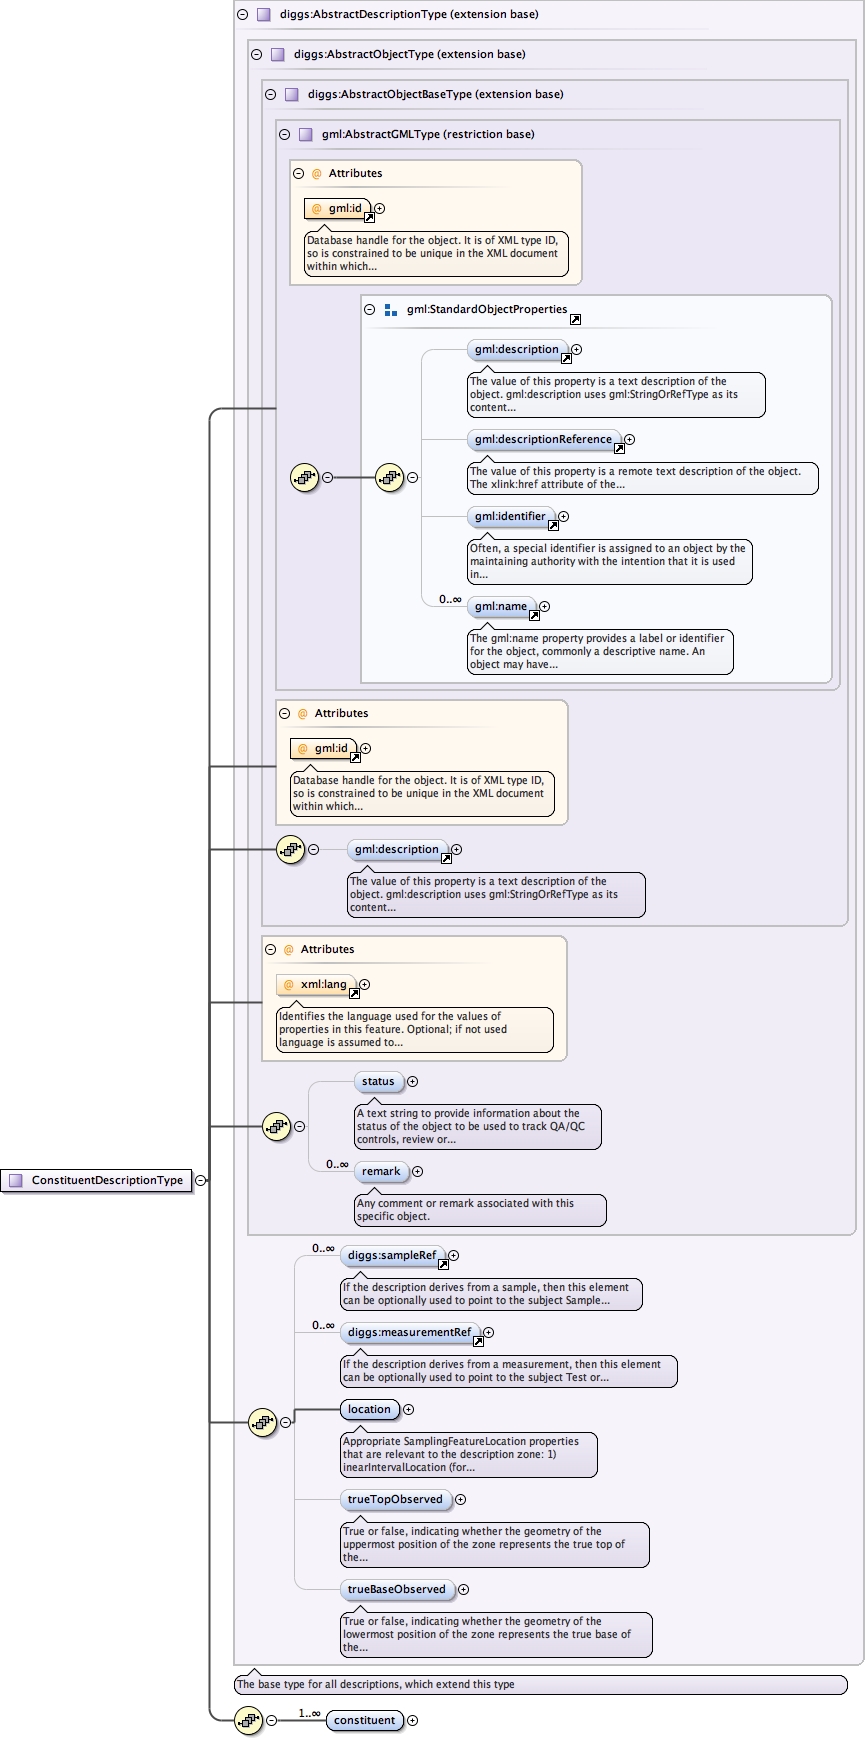 diggs:AbstractDescriptionType (extension base)
diggs:AbstractObjectType (extension base)
diggs:AbstractObjectBaseType (extension base)
gml:AbstractGMLType (restriction base)
@ Attributes
@ gml:id
Database handle for the object. It is of XML type ID,
so is constrained to be unique in the XML document
within which...
gml:StandardObjectProperties
gml:description
The value of this property is a text description of the
object. gml:description uses gml:StringOrRefType as its
content...
gml:descriptionReference
The value of this property is a remote text description of the object.
The xlink:href attribute of the...
gml:identifier
Often, a special identifier is assigned to an object by the
maintaining authority with the intention that it is used
in...
0..∞
gml:name
The gml:name property provides a label or identifier
for the object, commonly a descriptive name. An
object may have...
@ Attributes
@ gml:id
Database handle for the object. It is of XML type ID,
so is constrained to be unique in the XML document
within which...
gml:description
The value of this property is a text description of the
object. gml:description uses gml:StringOrRefType as its
content...
@ Attributes
@ xml:lang
Identifies the language used for the values of
properties in this feature. Optional; if not used
language is assumed to...
status
A text string to provide information about the
status of the object to be used to track QA/QC
controls, review or...
0..∞
remark
Any comment or remark associated with this
specific object.
ConstituentDescriptionType
0..∞
diggs:sampleRef
If the description derives from a sample, then this element
can be optionally used to point to the subject Sample...
0..∞
diggs:measurementRef
If the description derives from a measurement, then this element
can be optionally used to point to the subject Test or...
location
Appropriate SamplingFeatureLocation properties
that are relevant to the description zone: 1)
inearIntervalLocation (for...
trueTopObserved
True or false, indicating whether the geometry of the
uppermost position of the zone represents the true top of
the...
trueBaseObserved
True or false, indicating whether the geometry of the
lowermost position of the zone represents the true base of
the...
The base type for all descriptions, which extend this type
1..∞
constituent